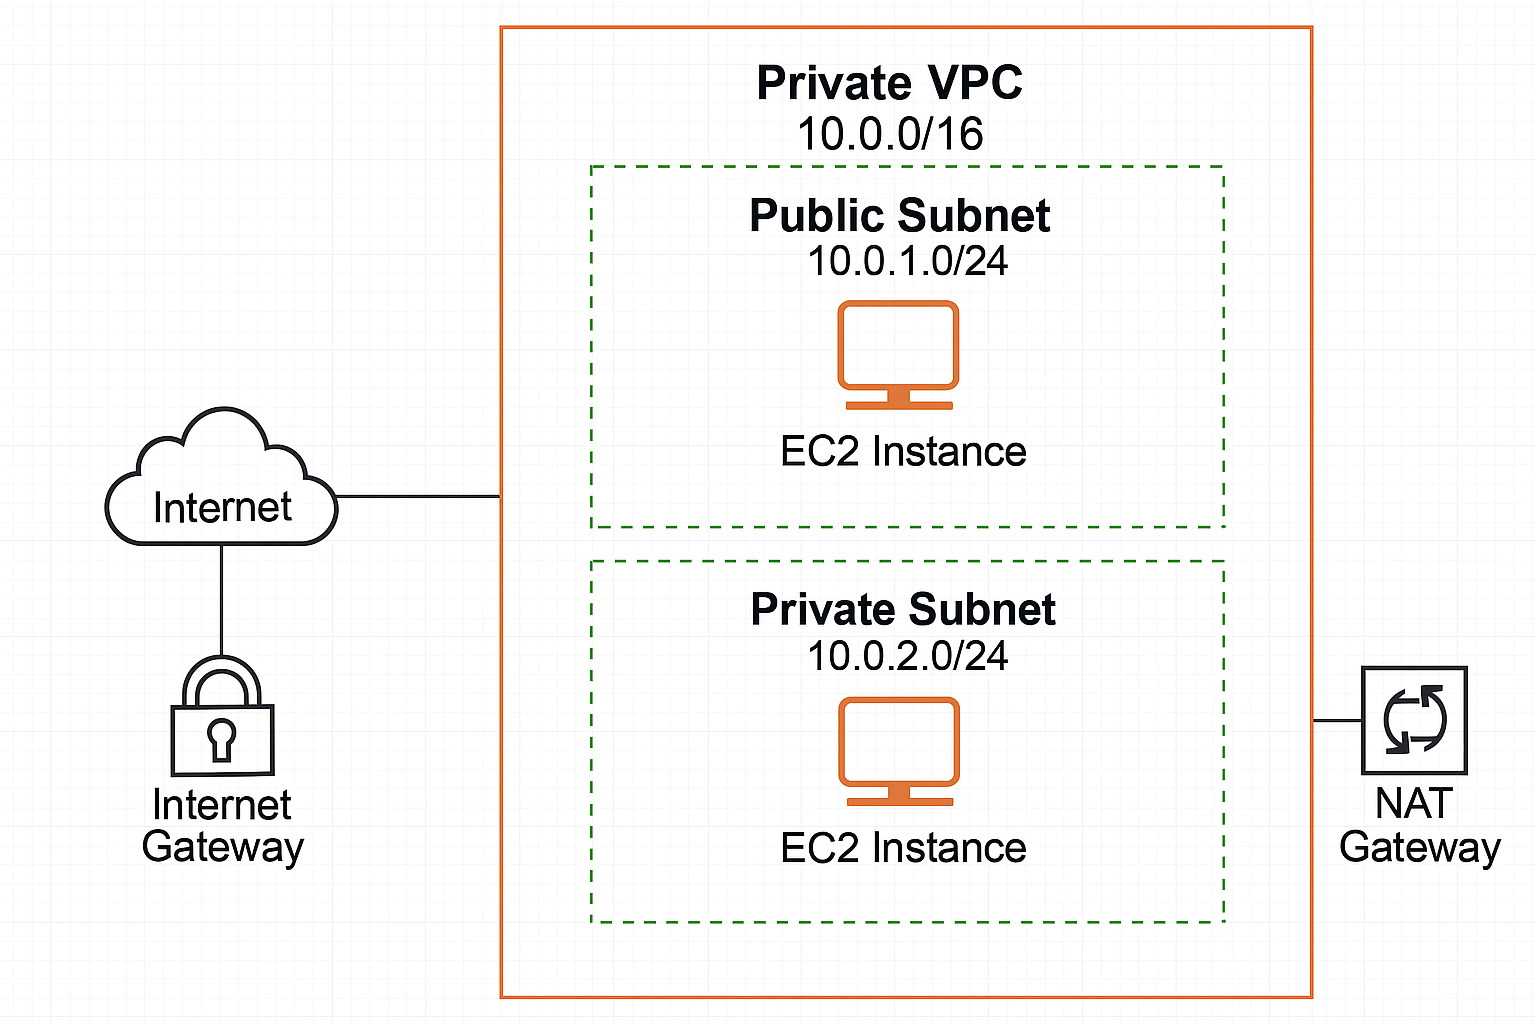 Private VPC
10.0.0/16
Public Subnet
10.0.1.0/24
EC2 Instance
Internet
Private Subnet
10.0.2.0/24
EC2 Instance
Internet
Gateway
NAT
Gateway